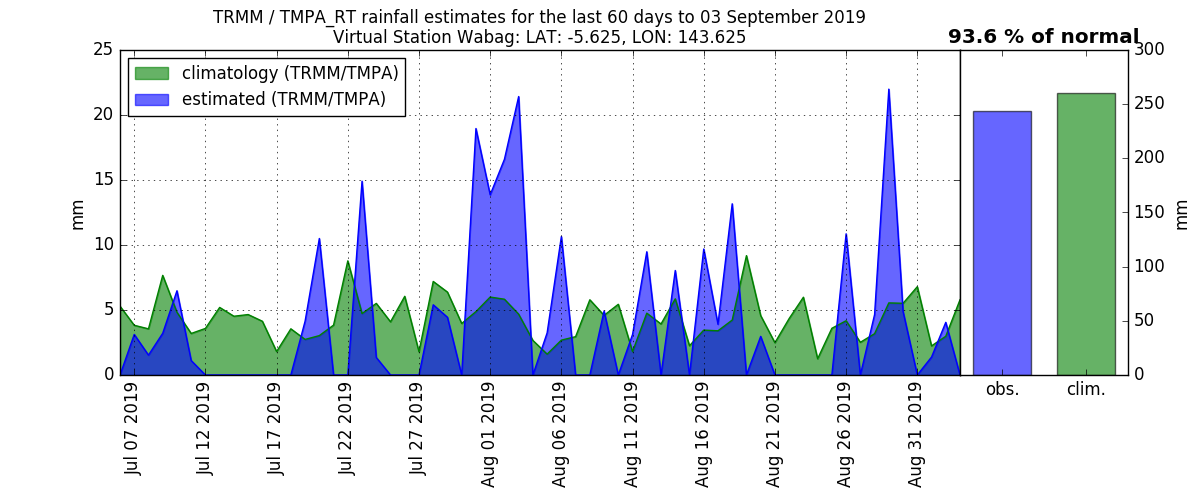 TRMM / TMPA_RT rainfall estimates for the last 60 days to 03 September 2019
Virtual Station Wabag: LAT: -5.625, LON: 143.625
93.6 % of normal
climatology (TRMM/TMPA)
estimated (TRMM/TMPA)
25
20
15
10
5
0
mm
Jul 07 2019
Jul 12 2019
Jul 17 2019
Jul 22 2019
Jul 27 2019
Aug 01 2019
Aug 06 2019
Aug 11 2019
Aug 16 2019
Aug 21 2019
Aug 26 2019
Aug 31 2019
obs.
clim.
300
250
200
150
100
50
0
mm